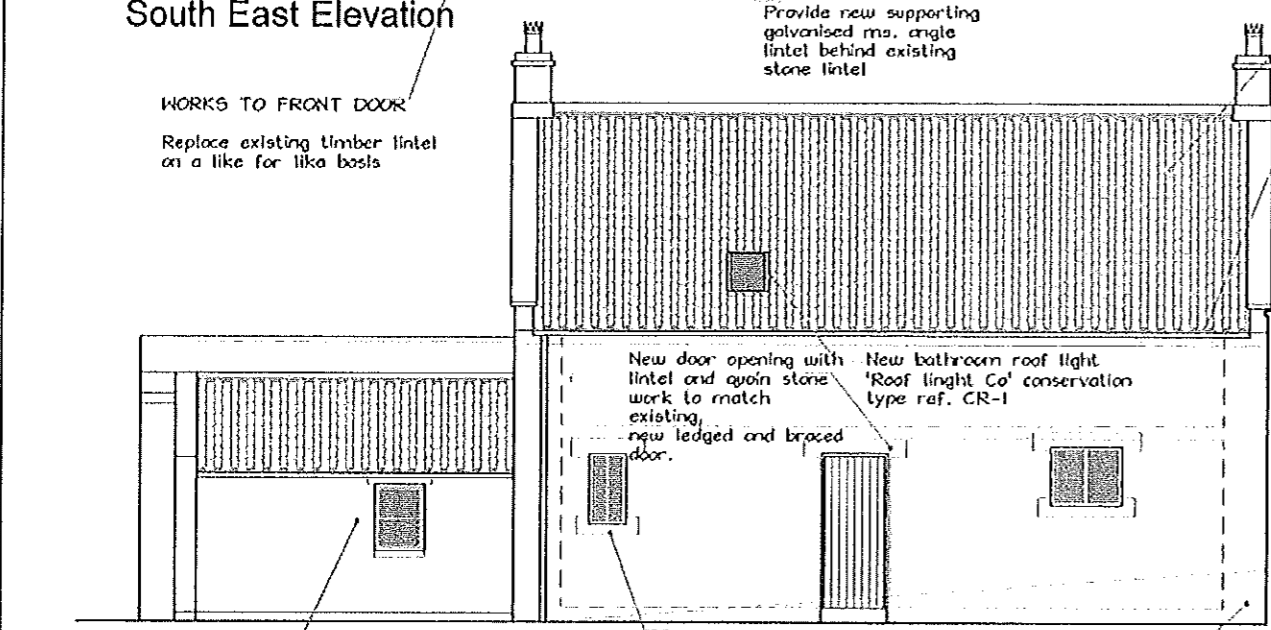 South East Elevation
Provide new supporting
galvanised ms. angle
lintel behind existing
stone lintel
WORKS TO FRONT DOOR
Replace existing timber lintel
on a like for like basis
New door opening with
lintel and quoin stone
work to match
existing,
new ledged and braced
door.
New bathroom roof light
'Roof linght Co' conservation
type ref. CR-1